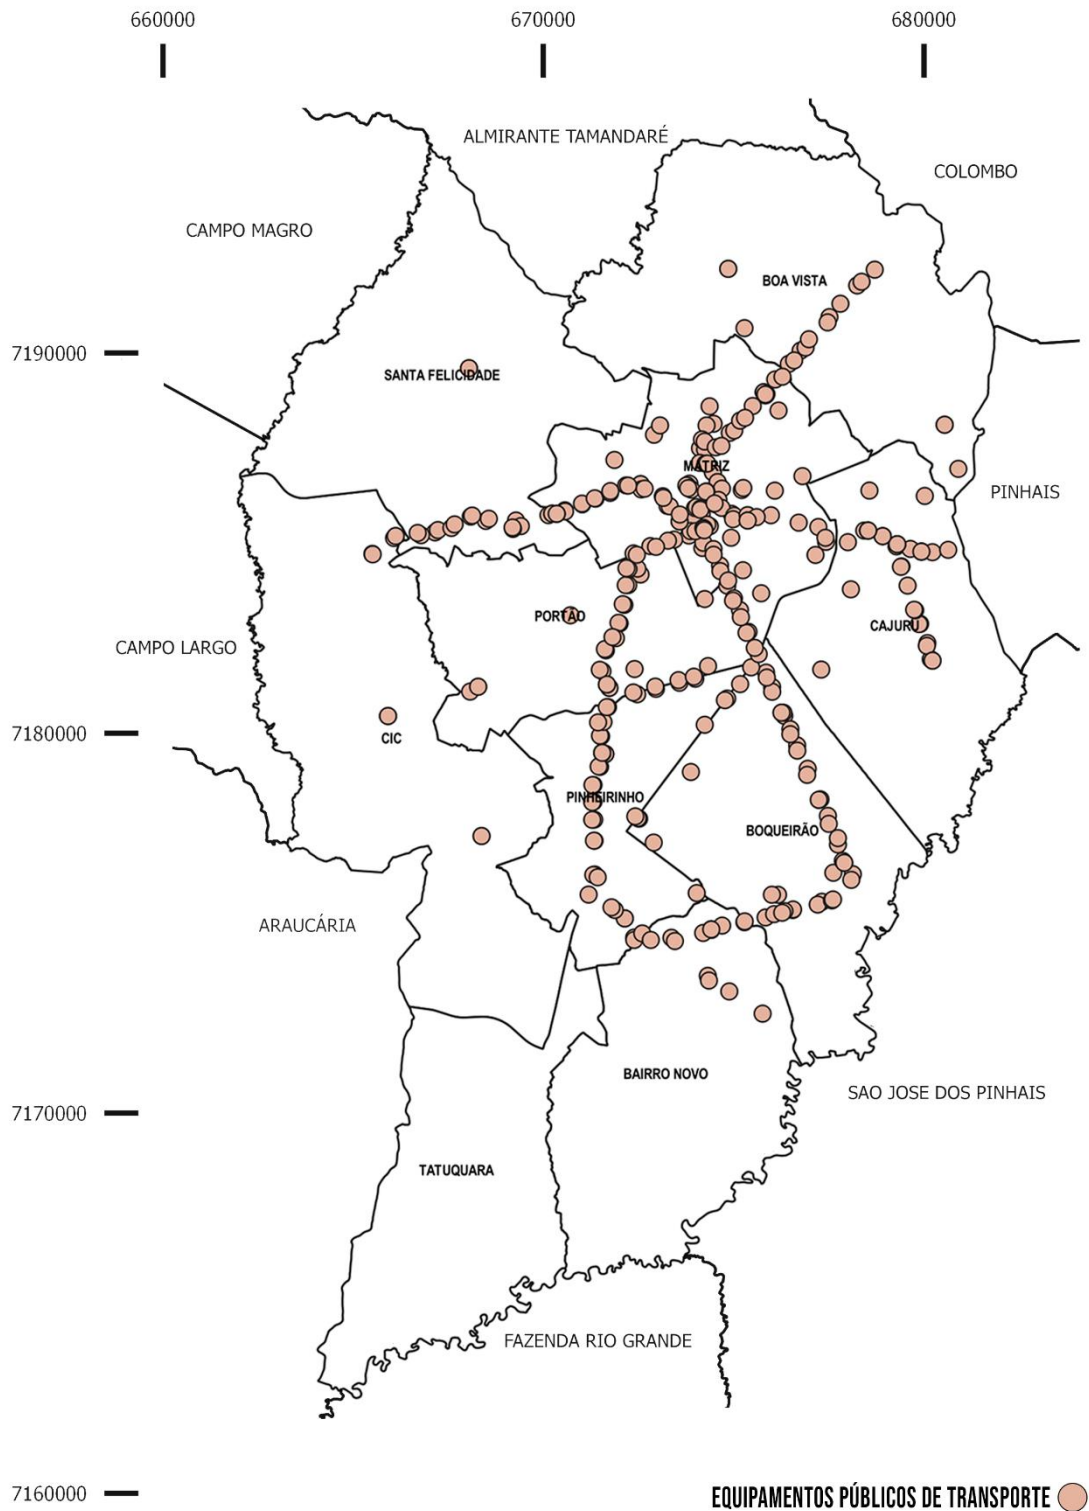 660000
670000
680000
ALMIRANTE TAMANDARÉ
COLOMBO
CAMPO MAGRO
BOA VISTA
7190000
SANTA FELICIDADE
MATRIZ
PINHAIS
PORTÃO
CAJURU
CAMPO LARGO
7180000
CIC
PINHEIRINHO
BOQUEIRÃO
ARAUCÁRIA
BAIRRO NOVO
SAO JOSE DOS PINHAIS
7170000
TATUQUARA
FAZENDA RIO GRANDE
7160000
EQUIPAMENTOS PÚBLICOS DE TRANSPORTE